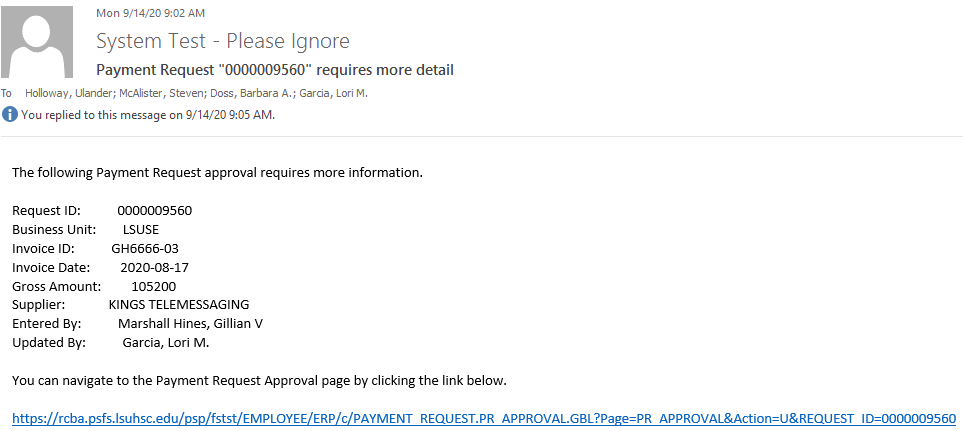 Mon 9/14/20 9:02 AM
System Test - Please Ignore
Payment Request "0000009560" requires more detail
To Holloway, Ulander; McAlister, Steven; Doss, Barbara A.; Garcia, Lori M.
You replied to this message on 9/14/20 9:05 AM.
The following Payment Request approval requires more information.
Request ID: 0000009560
Business Unit: LSUSE
Invoice ID: GH6666-03
Invoice Date: 2020-08-17
Gross Amount: 105200
Supplier: KINGS TELEMESSAGING
Entered By: Marshall Hines, Gillian V
Updated By: Garcia, Lori M.
You can navigate to the Payment Request Approval page by clicking the link below.
https://rcba.psfs.lsuhsc.edu/psp/fstst/EMPLOYEE/ERP/c/PAYMENT_REQUEST.PR_APPROVAL.GBL?Page=PR_APPROVAL&Action=U&REQUEST_ID=0000009560